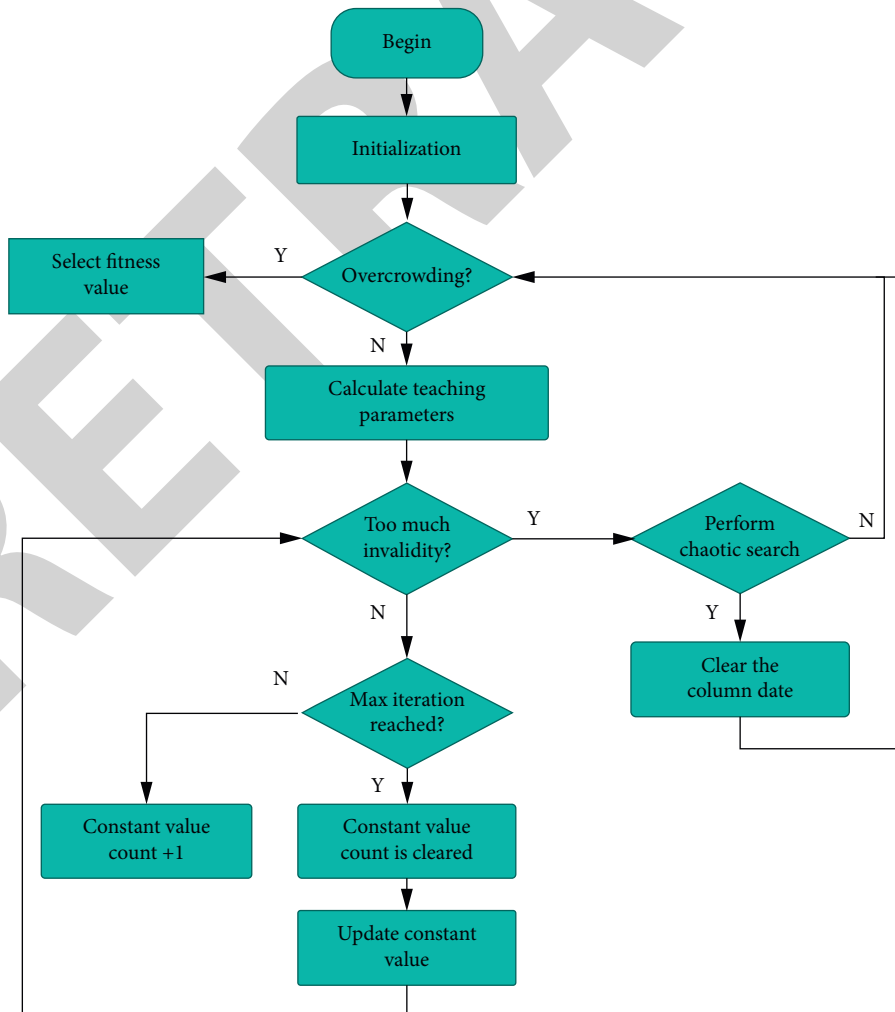 Begin
Initialization
Y
Select fitness
value
Overcrowding?
N
Calculate teaching
parameters
Too much
invalidity?
Y
Perform
chaotic search
N
N
Y
Clear the
column date
N
Max iteration
reached?
Y
Constant value
count +1
Constant value
count is cleared
Update constant
value
RETRA